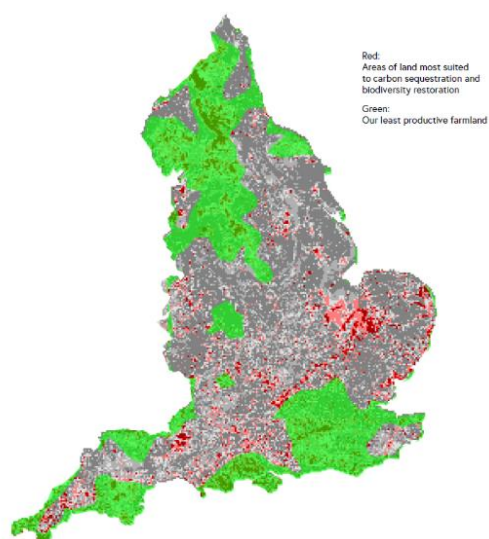 Red:
Areas of land most suited
to carbon sequestration and
biodiversity restoration
Green:
Our least productive farmland